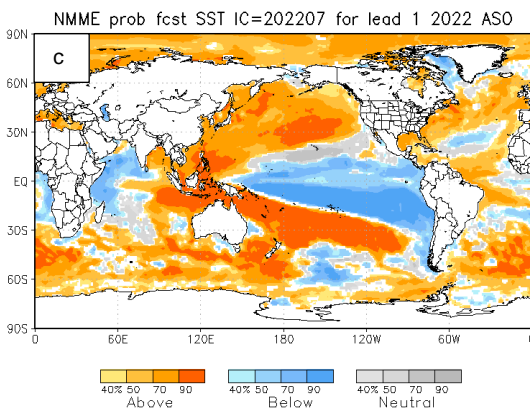 NMME prob fcst SST IC=202207 for lead 1 2022 ASO
C
90N
60N
30N
EQ
30S
60S
90S
0 60E 120E 180 120W 60W 0
40% 50 70 90 40% 50 70 90 40% 50 70 90
Above Below Neutral